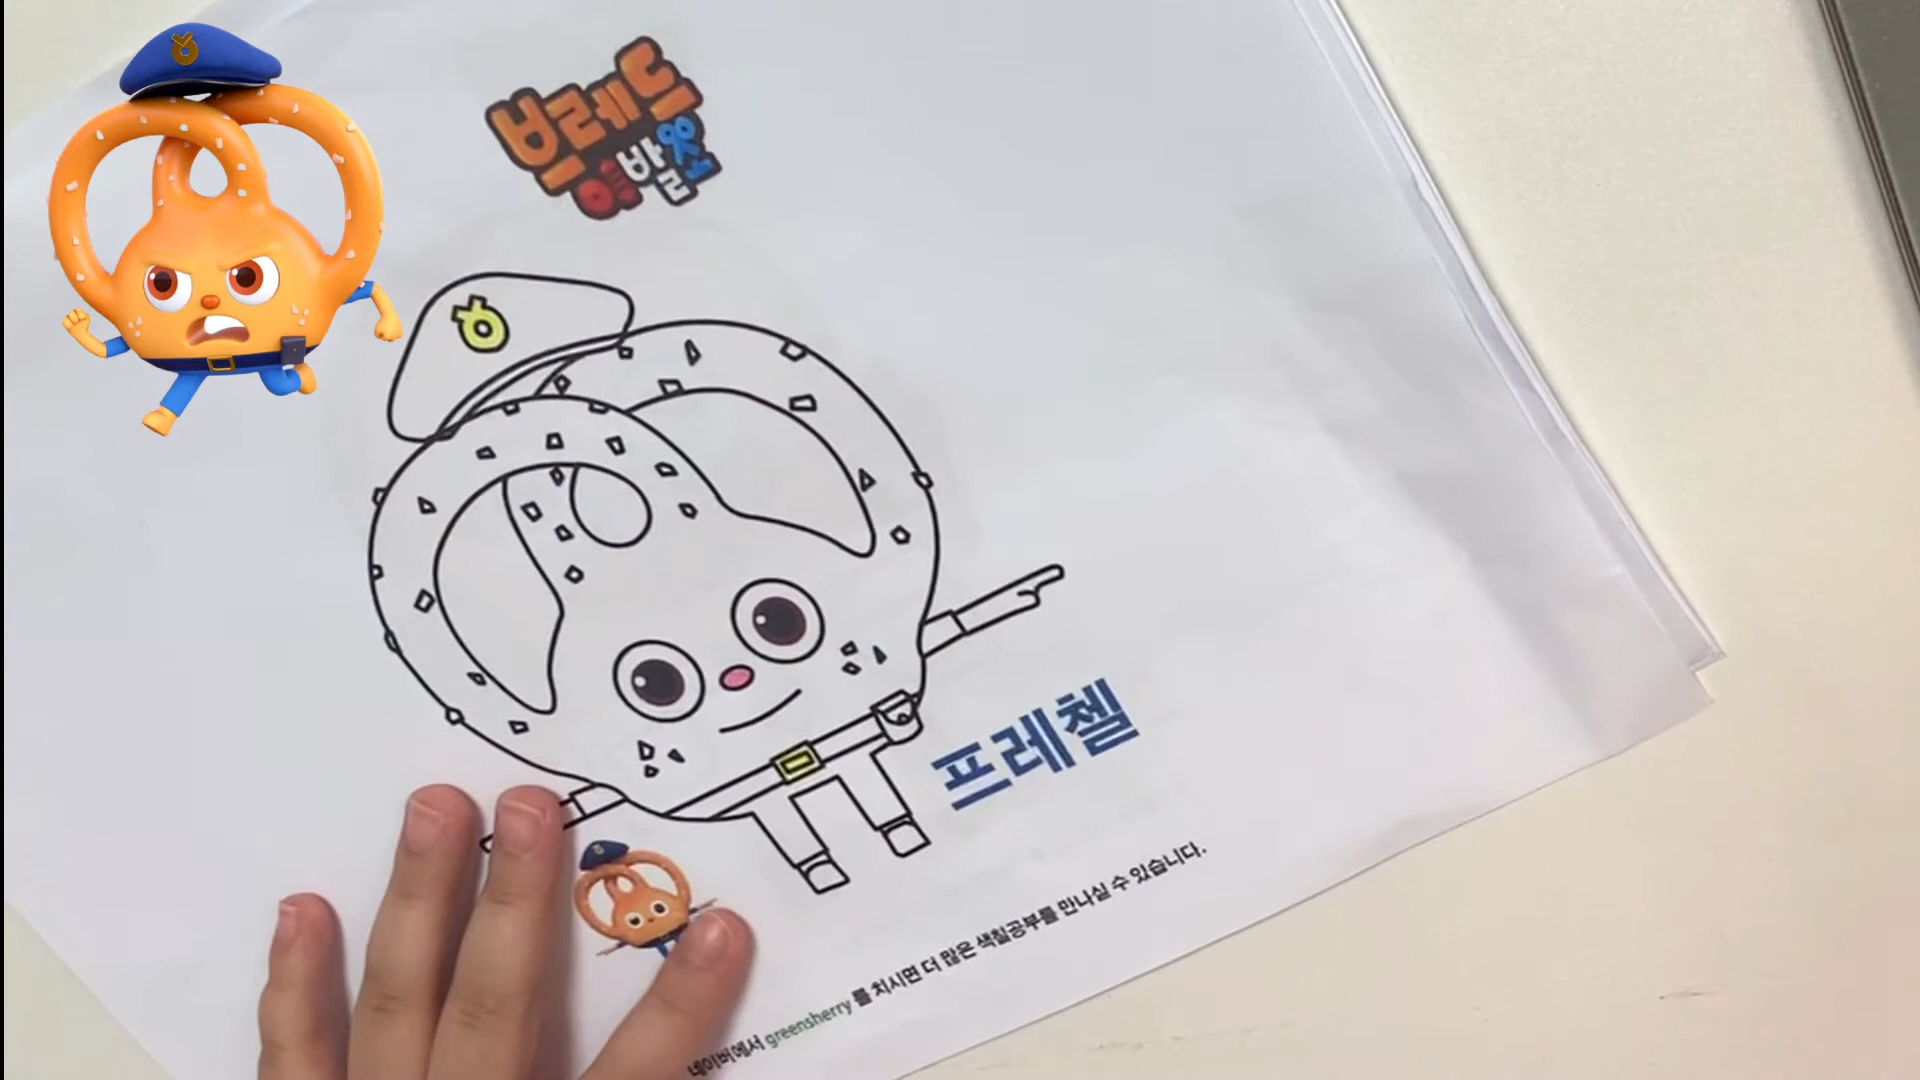 브레드
이발소
프레첼
네이버에서 greensherry 를 치시면 더 많은 색칠공부를 만나실 수 있습니다.